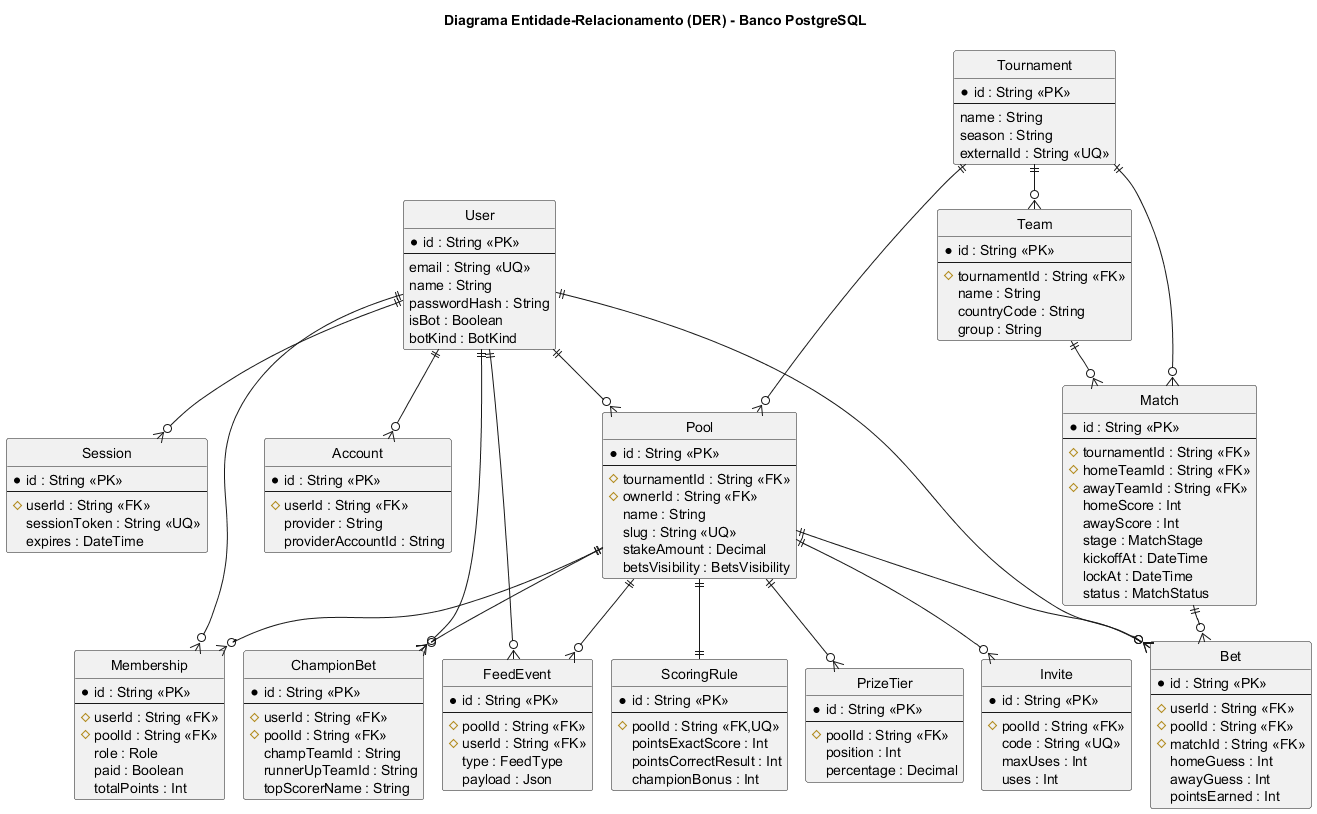 Diagrama Entidade-Relacionamento (DER) - Banco PostgreSQL
Tournament
id : String «PK»
name : String
season : String
externalId : String «UQ»
User
id : String «PK»
email : String «UQ»
name : String
passwordHash : String
isBot : Boolean
botKind : BotKind
Team
id : String «PK»
tournamentId : String «FK»
name : String
countryCode : String
group : String
Session
id : String «PK»
userId : String «FK»
sessionToken : String «UQ»
expires : DateTime
Account
id : String «PK»
userId : String «FK»
provider : String
providerAccountId : String
Pool
id : String «PK»
tournamentId : String «FK»
ownerId : String «FK»
name : String
slug : String «UQ»
stakeAmount : Decimal
betsVisibility : BetsVisibility
Match
id : String «PK»
tournamentId : String «FK»
homeTeamId : String «FK»
awayTeamId : String «FK»
homeScore : Int
awayScore : Int
stage : MatchStage
kickoffAt : DateTime
lockAt : DateTime
status : MatchStatus
Membership
id : String «PK»
userId : String «FK»
poolId : String «FK»
role : Role
paid : Boolean
totalPoints : Int
ChampionBet
id : String «PK»
userId : String «FK»
poolId : String «FK»
champTeamId : String
runnerUpTeamId : String
topScorerName : String
FeedEvent
id : String «PK»
poolId : String «FK»
userId : String «FK»
type : FeedType
payload : Json
ScoringRule
id : String «PK»
poolId : String «FK,UQ»
pointsExactScore : Int
pointsCorrectResult : Int
championBonus : Int
PrizeTier
id : String «PK»
poolId : String «FK»
position : Int
percentage : Decimal
Invite
id : String «PK»
poolId : String «FK»
code : String «UQ»
maxUses : Int
uses : Int
Bet
id : String «PK»
userId : String «FK»
poolId : String «FK»
matchId : String «FK»
homeGuess : Int
awayGuess : Int
pointsEarned : Int